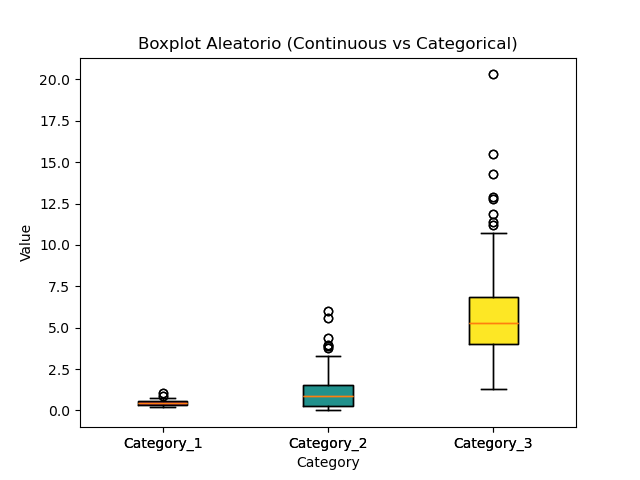 Boxplot Aleatorio (Continuous vs Categorical)
20.0
17.5
15.0
12.5
10.0
7.5
5.0
2.5
0.0
Value
Category_1 Category_2 Category_3
Category